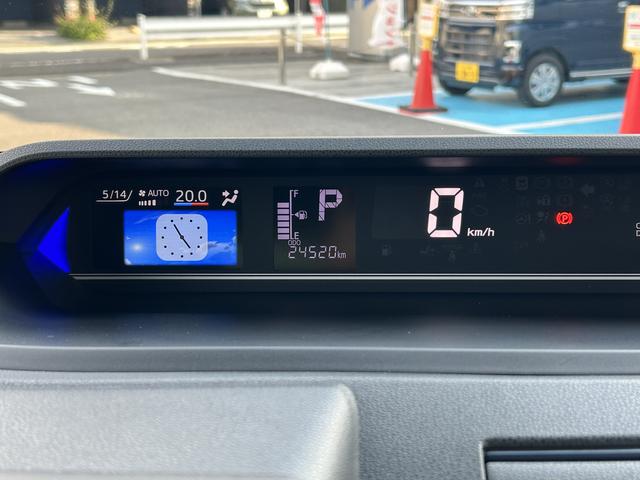 5/14/ AUTO 20.0
F P
E
ODO
24520km
0 km/h
(P)